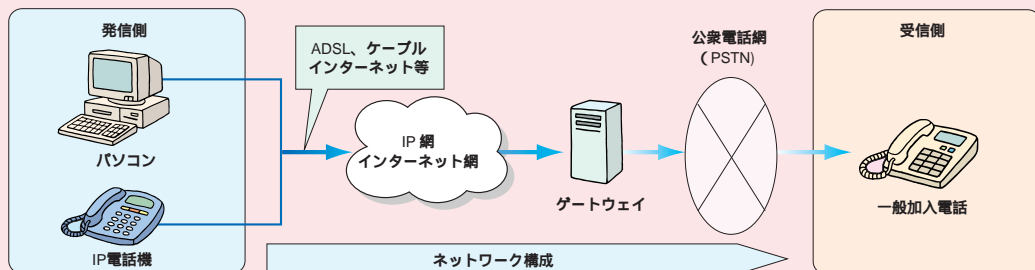 発信側
パソコン
IP電話機
ADSL、ケーブル
インターネット等
IP 網
インターネット網
ゲートウェイ
公衆電話網
(PSTN)
受信側
一般加入電話
ネットワーク構成